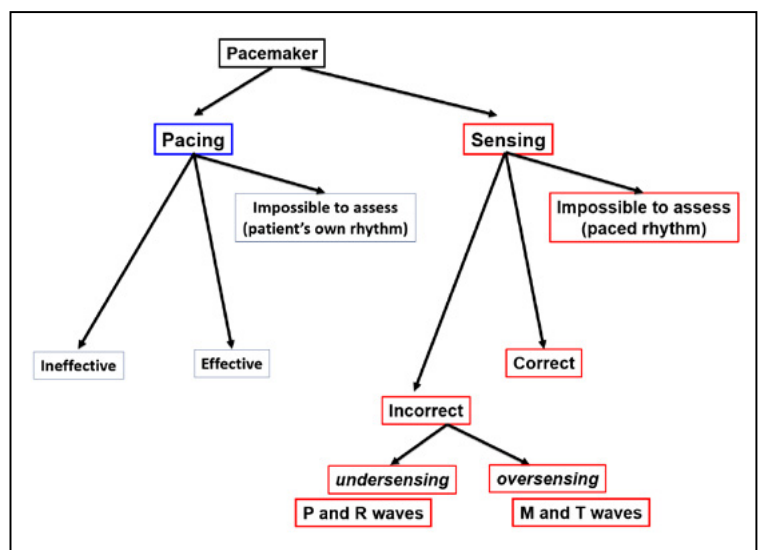 Pacemaker
Pacing
Sensing
Impossible to assess
(patient's own rhythm)
Impossible to assess
(paced rhythm)
Ineffective
Effective
Correct
Incorrect
undersensing
oversensing
P and R waves
M and T waves